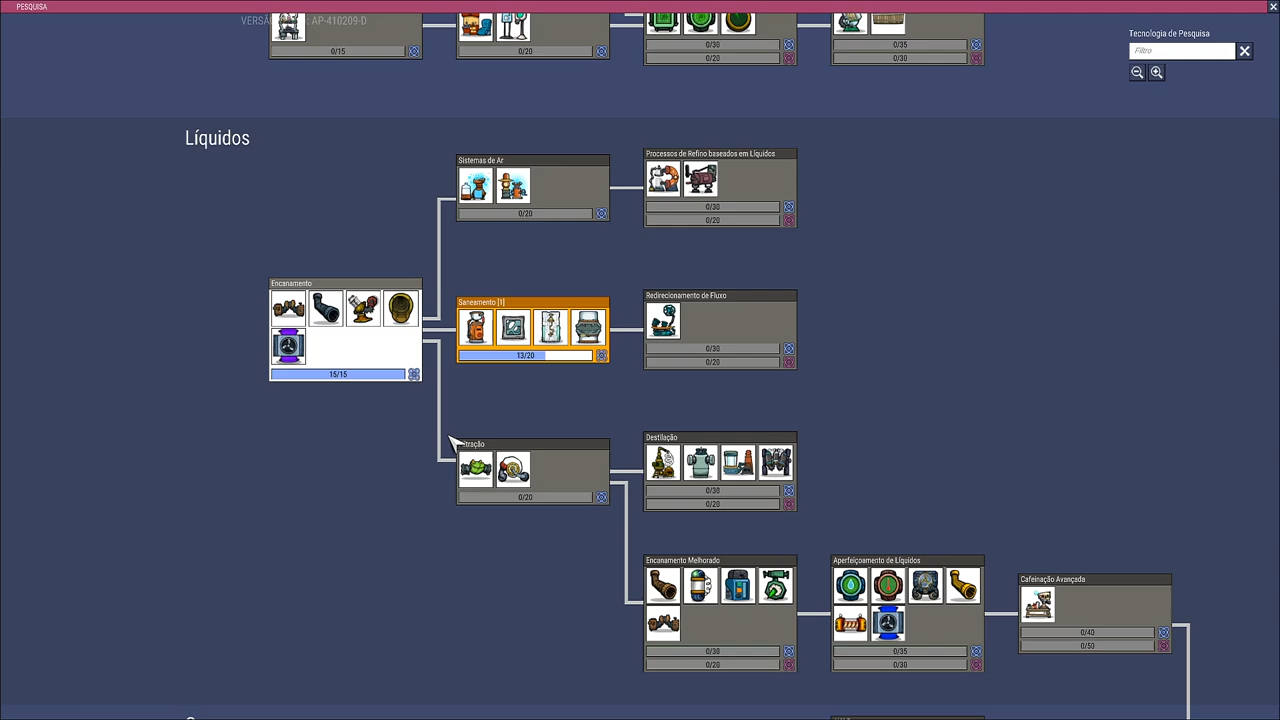 PESQUISA
AP-410209-D
0/15
0/20
0/30
0/20
0/35
0/30
Tecnologia de Pesquisa
Filtro
Líquidos
Sistemas de Ar
0/20
Processos de Refino baseados em Líquidos
0/30
0/20
Encanamento
15/15
Saneamento [1]
13/20
Redirecionamento de Fluxo
0/30
0/20
0/20
Destilação
0/30
0/20
Encanamento Melhorado
0/30
0/20
Aperfeiçoamento de Líquidos
0/35
0/30
Cafeinação Avançada
0/40
0/50